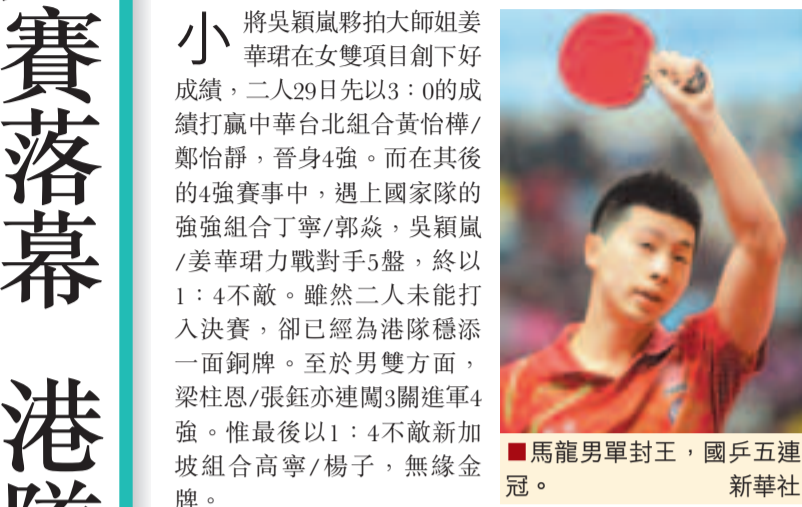 賽落幕 港隊
小將吳穎嵐夥拍大師姐姜
華珺在女雙項目創下好
成績，二人29日先以3：0的成
績打贏中華台北組合黃怡樺/
鄭怡靜，晉身4強。而在其後
的4強賽事中，遇上國家隊的
強強組合丁寧/郭焱，吳穎嵐
/姜華珺力戰對手5盤，終以
1：4不敵。雖然二人未能打
入決賽，卻已經為港隊穩添
一面銅牌。至於男雙方面，
梁柱恩/張鈺亦連闖3關進軍4
強。惟最後以1：4不敵新加
坡組合高寧/楊子，無緣金
牌。
■馬龍男單封王，國乒五連
冠。 新華社